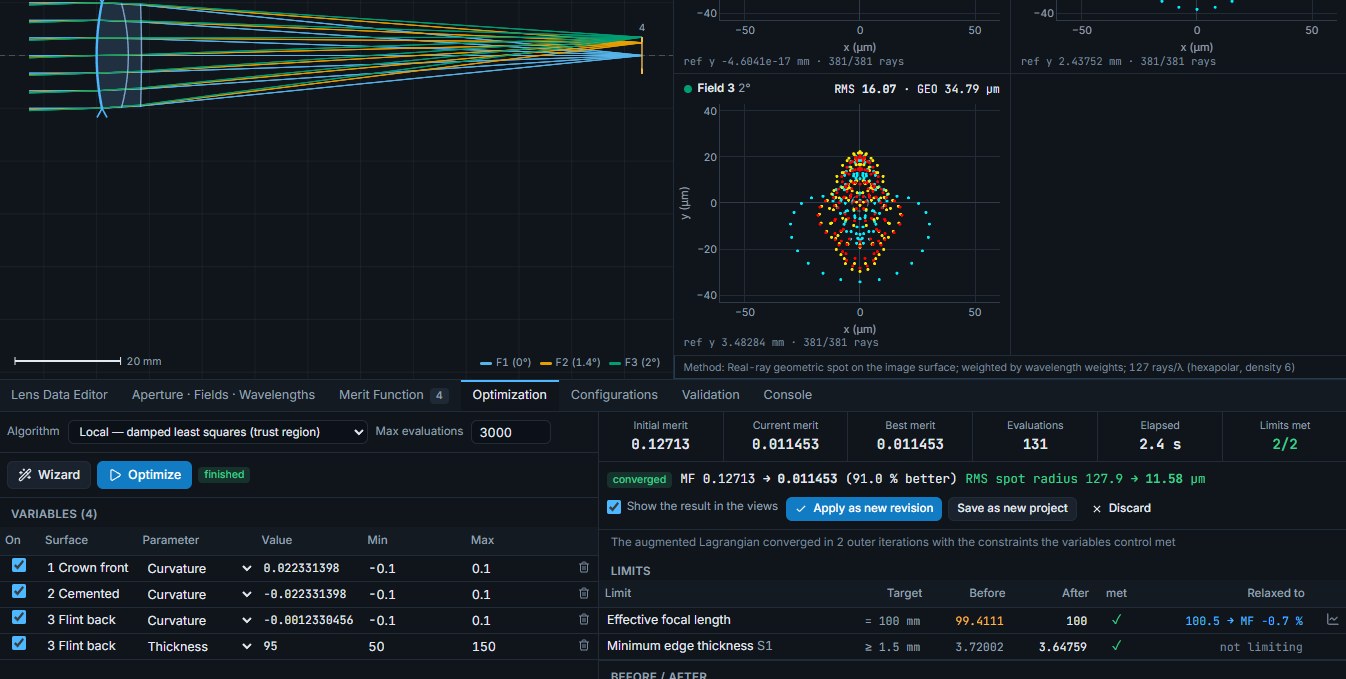 4
20 mm
F1 (0°) F2 (1.4°) F3 (2°)
−40
−50 0 50
x (µm)
ref y -4.6041e-17 mm · 381/381 rays
−40
−50 0 50
x (µm)
ref y 2.43752 mm · 381/381 rays
Field 3 2° RMS 16.07 · GEO 34.79 µm
40
20
0
−20
−40
y (µm)
−50 0 50
x (µm)
ref y 3.48284 mm · 381/381 rays
Method: Real-ray geometric spot on the image surface; weighted by wavelength weights; 127 rays/λ (hexapolar, density 6)
Lens Data Editor Aperture · Fields · Wavelengths Merit Function 4 Optimization Configurations Validation Console
Algorithm Local — damped least squares (trust region) Max evaluations 3000
Wizard Optimize finished
VARIABLES (4)
On Surface Parameter Value Min Max
1 Crown front Curvature 0.022331398 -0.1 0.1
2 Cemented Curvature -0.022331398 -0.1 0.1
3 Flint back Curvature -0.0012330456 -0.1 0.1
3 Flint back Thickness 95 50 150
Initial merit Current merit Best merit Evaluations Elapsed Limits met
0.12713 0.011453 0.011453 131 2.4 s 2/2
converged MF 0.12713 → 0.011453 (91.0 % better) RMS spot radius 127.9 → 11.58 µm
Show the result in the views Apply as new revision Save as new project Discard
The augmented Lagrangian converged in 2 outer iterations with the constraints the variables control met
LIMITS
Limit Target Before After met Relaxed to
Effective focal length = 100 mm 99.4111 100 ✓ 100.5 → MF -0.7 %
Minimum edge thickness S1 ≥ 1.5 mm 3.72002 3.64759 ✓ not limiting
BEFORE / AFTER